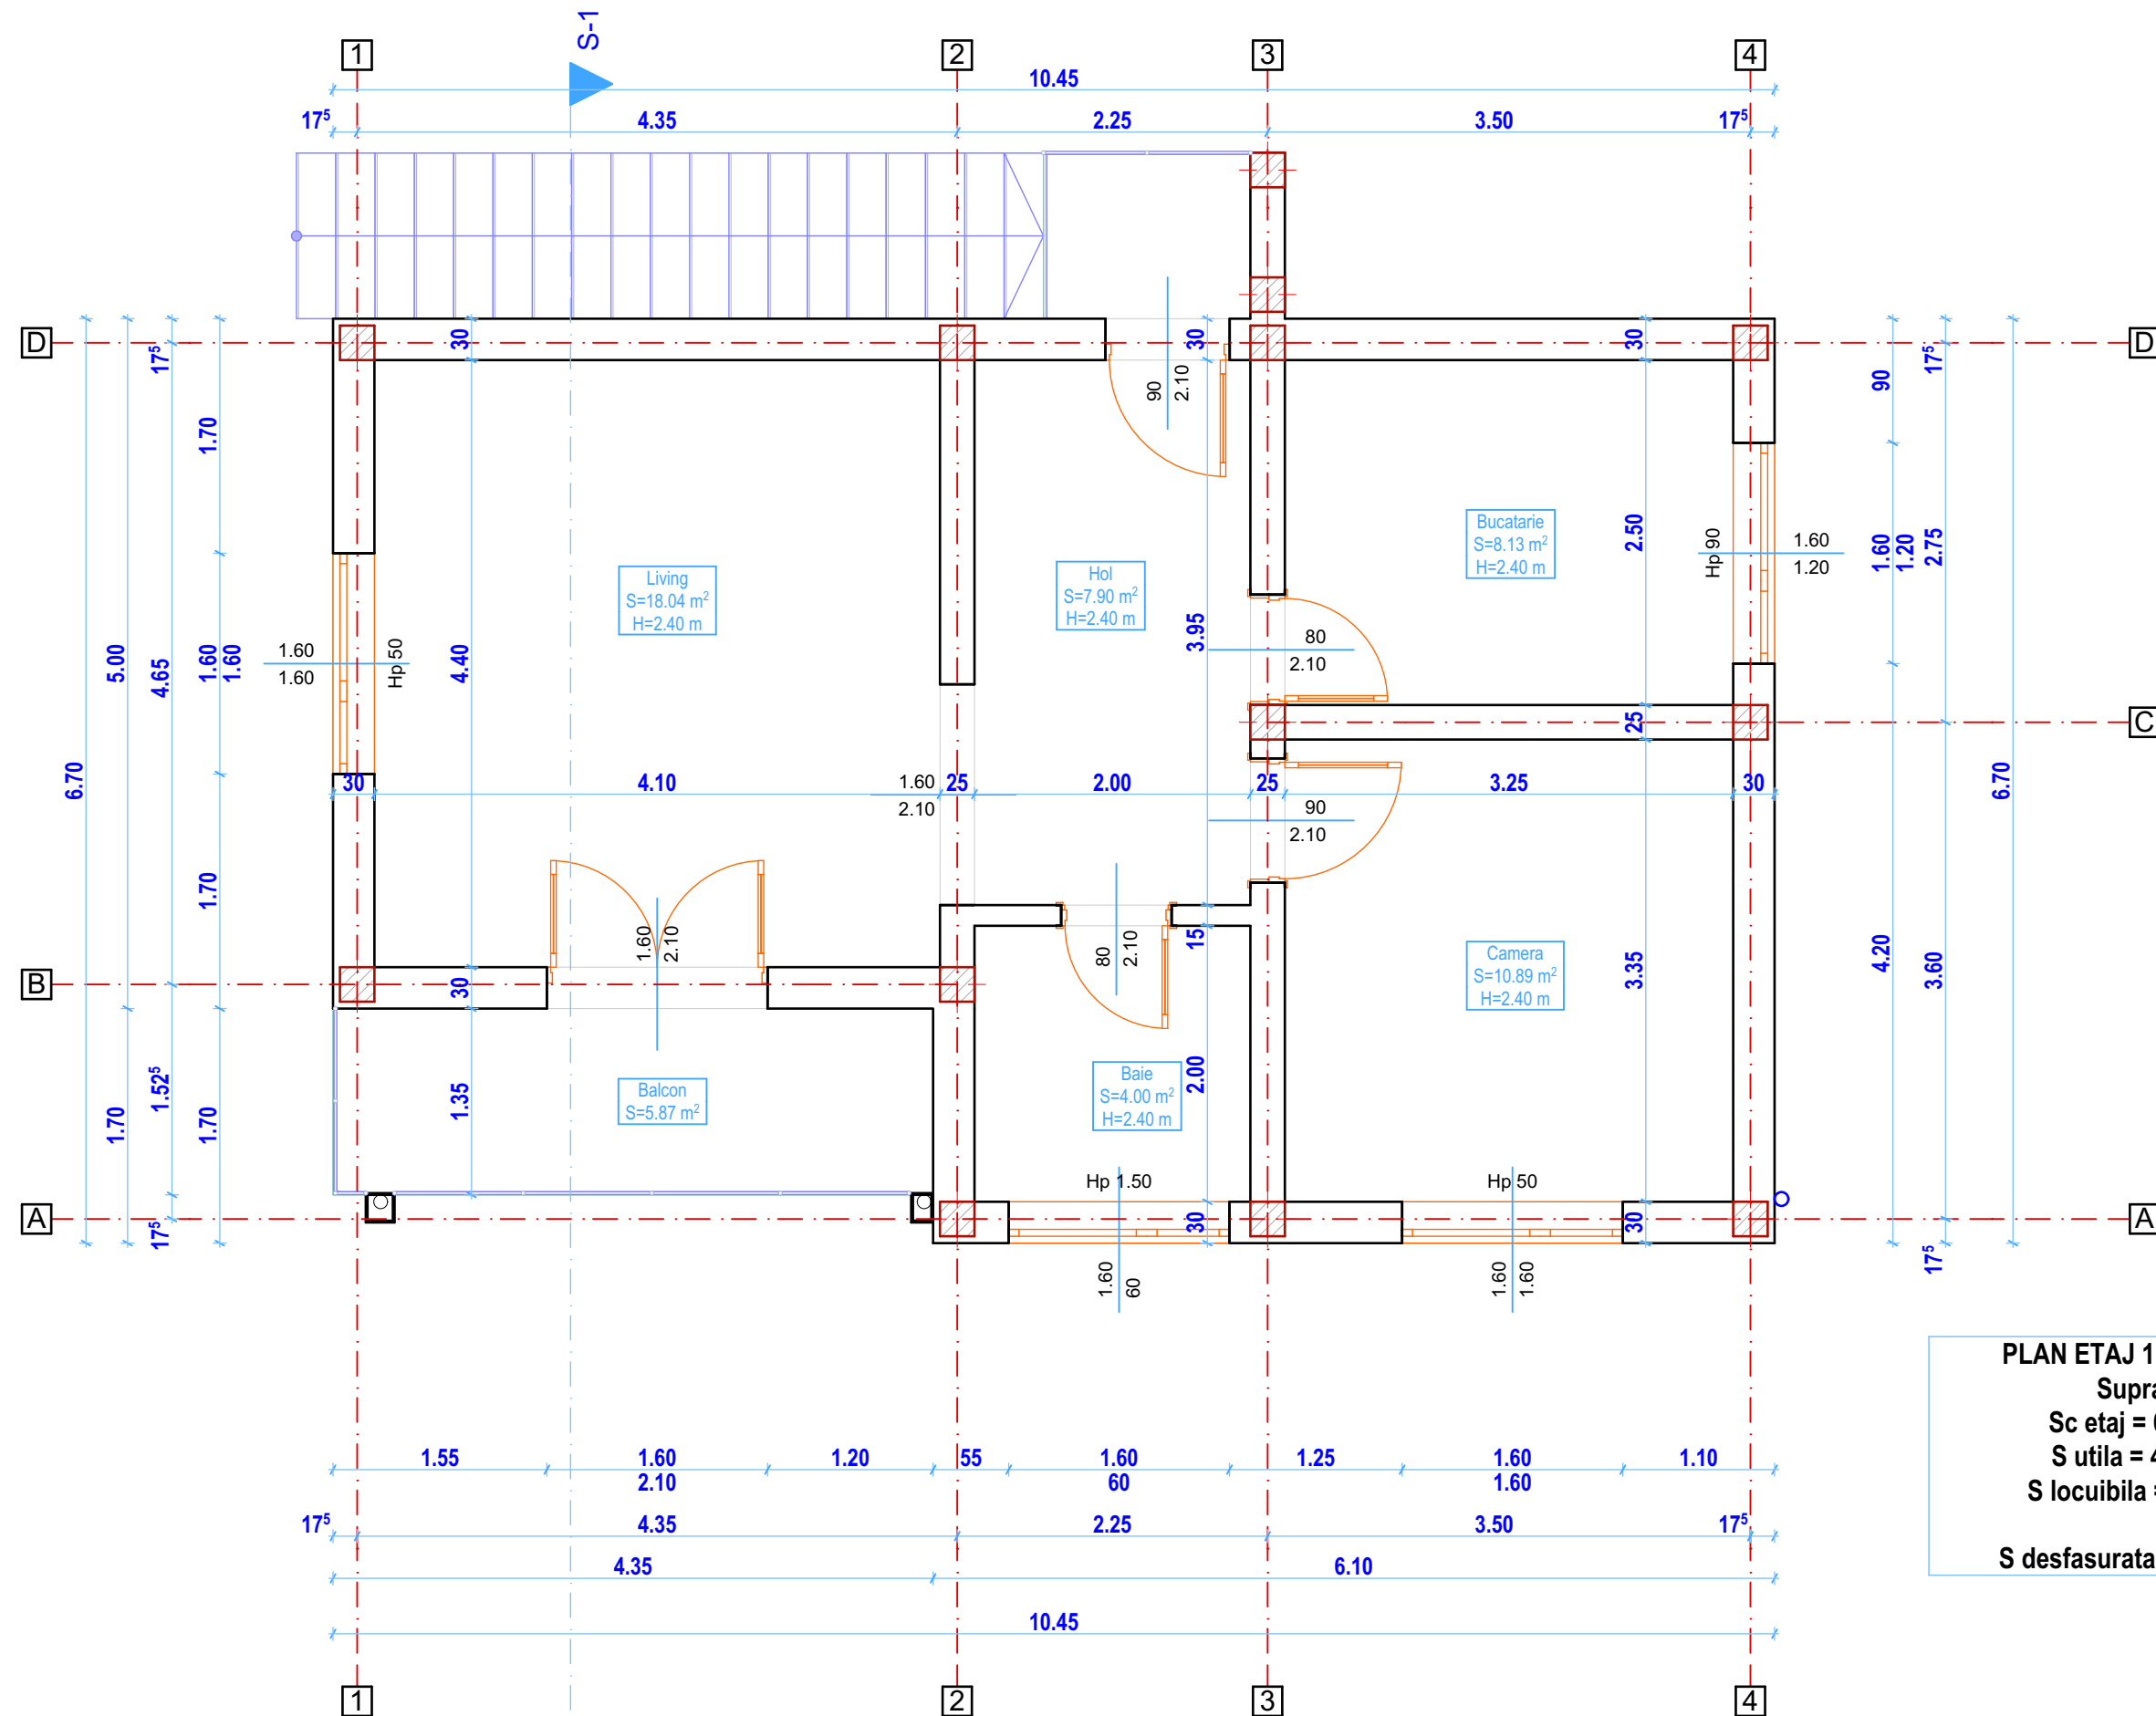 S-1
1
2
3
4
10.45
17⁵
4.35
2.25
3.50
17⁵
D
D
30
30
30
90
2.10
17⁵
1.70
90
17⁵
Living
S=18.04 m²
H=2.40 m
Hol
S=7.90 m²
H=2.40 m
Bucatarie
S=8.13 m²
H=2.40 m
2.50
Hp 90
1.60
1.20
1.60
1.20
2.75
1.60
1.60
Hp 50
5.00
4.65
1.60
1.60
4.40
3.95
80
2.10
25
C
6.70
30
4.10
1.60
2.10
25
2.00
25
3.25
30
90
2.10
6.70
1.70
1.60
2.10
80
2.10
15
Camera
S=10.89 m²
H=2.40 m
3.35
4.20
3.60
B
30
Balcon
S=5.87 m²
Baie
S=4.00 m²
H=2.40 m
2.00
1.35
1.70
1.52⁵
1.70
Hp 1.50
Hp 50
A
17⁵
30
30
A
17⁵
1.60
60
1.60
1.60
PLAN ETAJ 1
Supra
Sc etaj =
S utila = 4
S locuibila =
S desfasurata
1.55
1.60
1.20
55
1.60
1.25
1.60
1.10
2.10
60
1.60
17⁵
4.35
2.25
3.50
17⁵
4.35
6.10
10.45
1
2
3
4